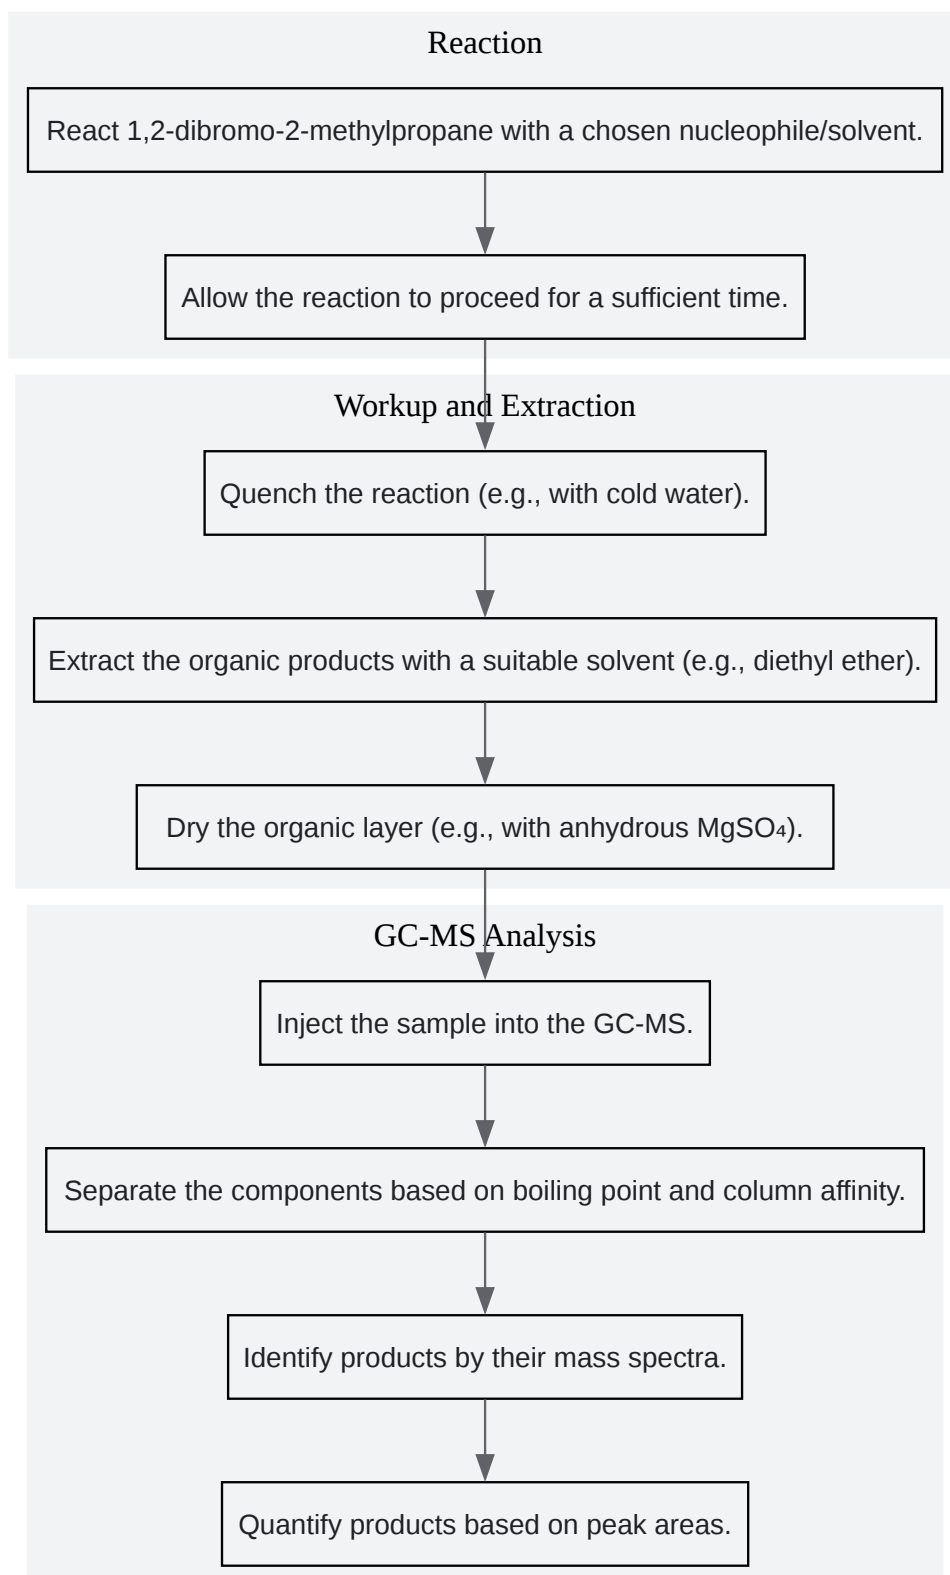 Reaction
React 1,2-dibromo-2-methylpropane with a chosen nucleophile/solvent.
Allow the reaction to proceed for a sufficient time.
Workup and Extraction
Quench the reaction (e.g., with cold water).
Extract the organic products with a suitable solvent (e.g., diethyl ether).
Dry the organic layer (e.g., with anhydrous MgSO₄).
GC-MS Analysis
Inject the sample into the GC-MS.
Separate the components based on boiling point and column affinity.
Identify products by their mass spectra.
Quantify products based on peak areas.